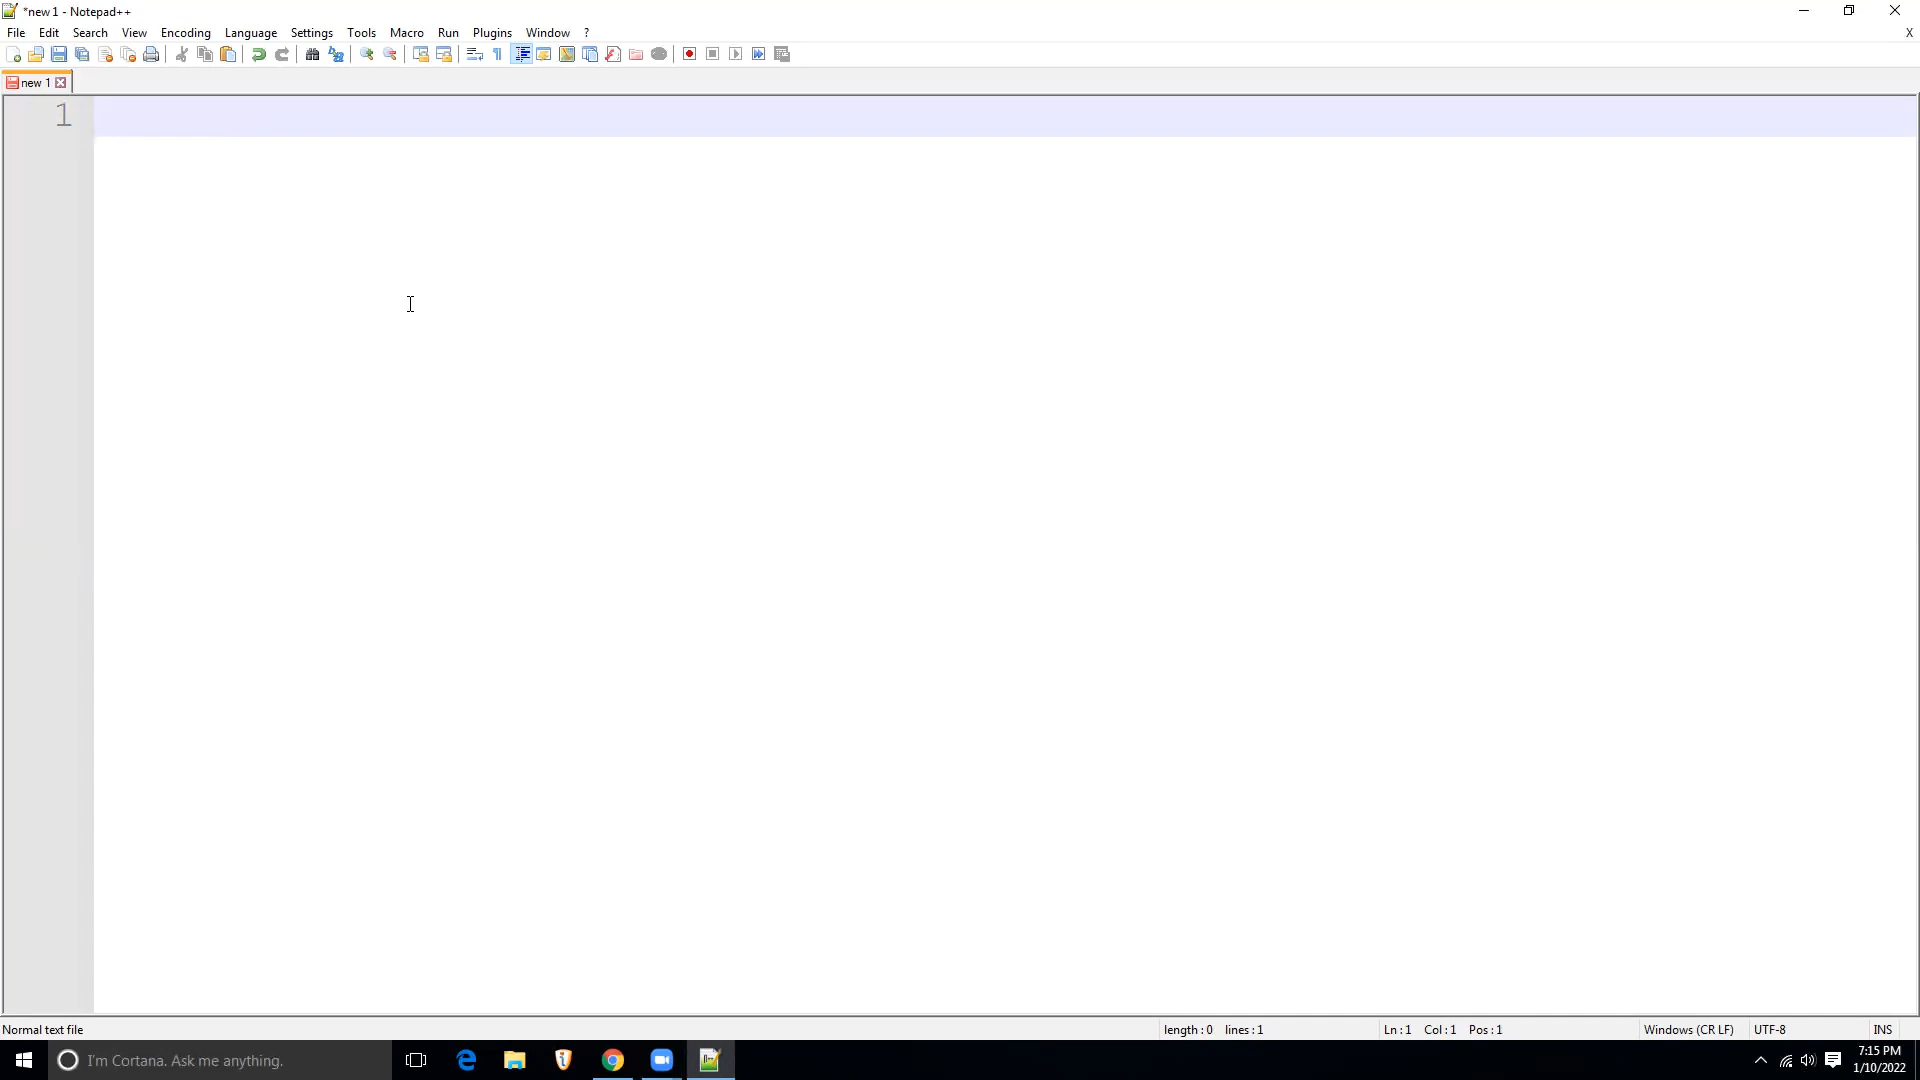 *new 1 - Notepad++
File Edit Search View Encoding Language Settings Tools Macro Run Plugins Window ? X
new 1
1
Normal text file length : 0 lines : 1 Ln : 1 Col : 1 Pos : 1 Windows (CR LF) UTF-8 INS
I'm Cortana. Ask me anything.
7:15 PM
1/10/2022